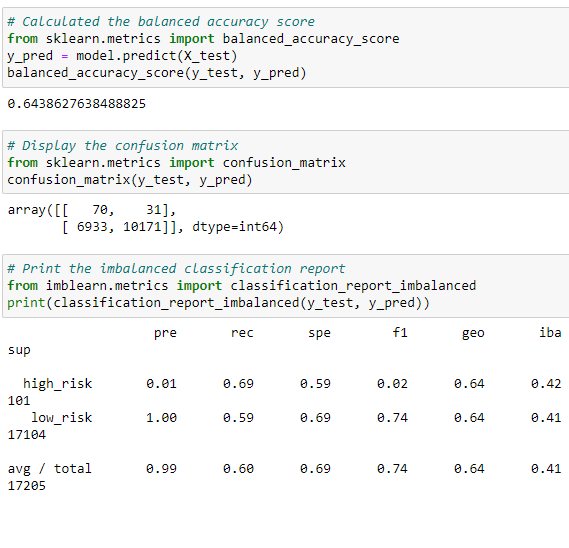 # Calculated the balanced accuracy score
from sklearn.metrics import balanced_accuracy_score
y_pred = model.predict(X_test)
balanced_accuracy_score(y_test, y_pred)
0.6438627638488825
# Display the confusion matrix
from sklearn.metrics import confusion_matrix
confusion_matrix(y_test, y_pred)
array([[   70,    31],
       [ 6933, 10171]], dtype=int64)
# Print the imbalanced classification report
from imblearn.metrics import classification_report_imbalanced
print(classification_report_imbalanced(y_test, y_pred))
                   pre       rec       spe        f1       geo       iba
sup
  high_risk       0.01      0.69      0.59      0.02      0.64      0.42
101
   low_risk       1.00      0.59      0.69      0.74      0.64      0.41
17104
avg / total       0.99      0.60      0.69      0.74      0.64      0.41
17205